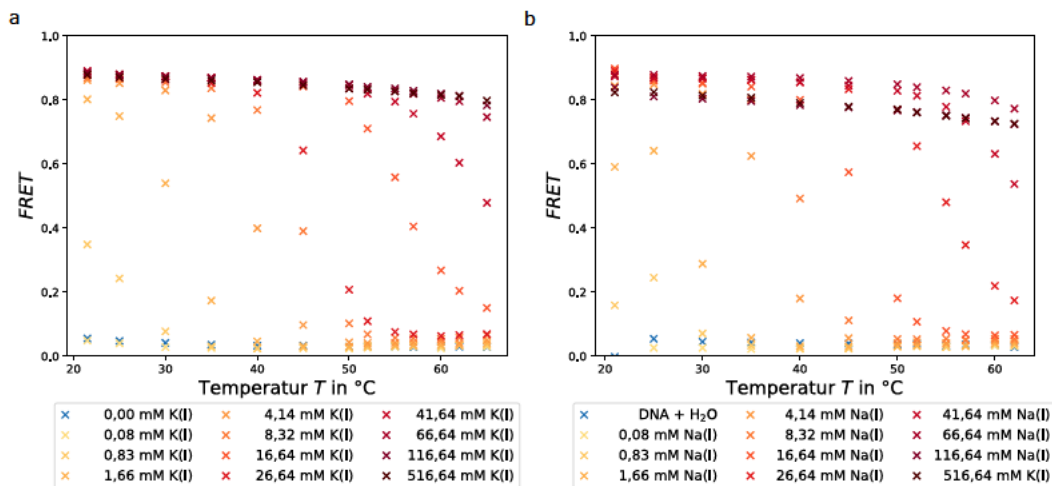 a
1,0
0,8
0,6
0,4
0,2
0,0
FRET
20
30
40
50
60
Temperatur T in °C
0,00 mM K(I) 4,14 mM K(I) 41,64 mM K(I)
0,08 mM K(I) 8,32 mM K(I) 66,64 mM K(I)
0,83 mM K(I) 16,64 mM K(I) 116,64 mM K(I)
1,66 mM K(I) 26,64 mM K(I) 516,64 mM K(I)
b
1,0
0,8
0,6
0,4
0,2
0,0
FRET
20
30
40
50
60
Temperatur T in °C
DNA + H₂O 4,14 mM Na(I) 41,64 mM Na(I)
0,08 mM Na(I) 8,32 mM Na(I) 66,64 mM Na(I)
0,83 mM Na(I) 16,64 mM Na(I) 116,64 mM Na(I)
1,66 mM Na(I) 26,64 mM Na(I) 516,64 mM K(I)